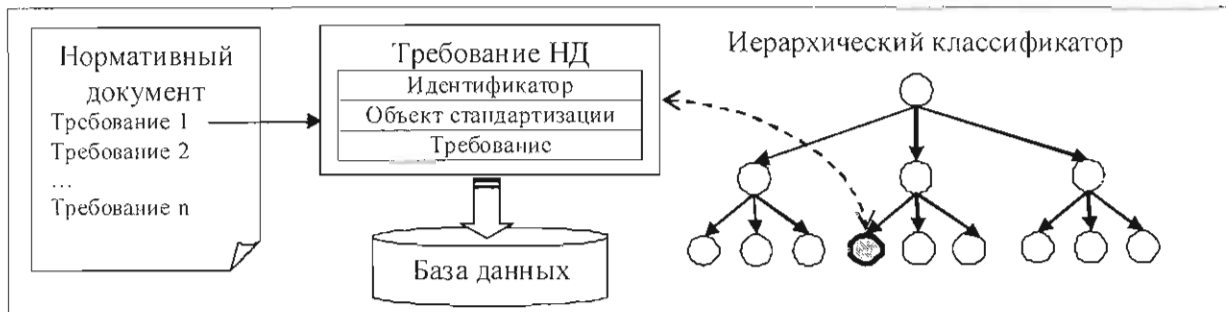 Нормативный
документ
Требование 1
Требование 2
...
Требование n
Требование НД
Идентификатор
Объект стандартизации
Требование
База данных
Иерархический классификатор